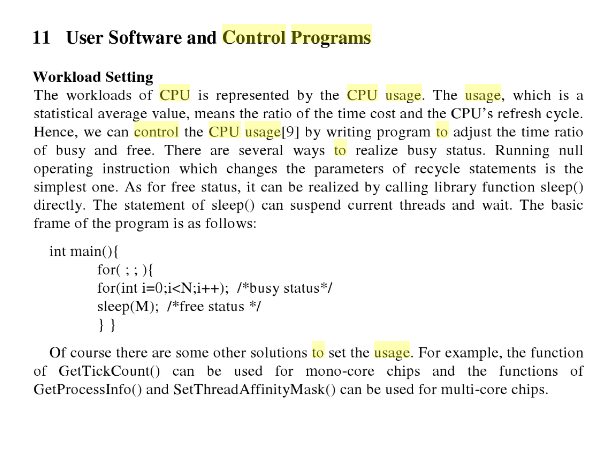 11 User Software and Control Programs
Workload Setting
The workloads of CPU is represented by the CPU usage. The usage, which is a
statistical average value, means the ratio of the time cost and the CPU's refresh cycle.
Hence, we can control the CPU usage[9] by writing program to adjust the time ratio
of busy and free. There are several ways to realize busy status. Running null
operating instruction which changes the parameters of recycle statements is the
simplest one. As for free status, it can be realized by calling library function sleep()
directly. The statement of sleep() can suspend current threads and wait. The basic
frame of the program is as follows:
int main(){
for( ; ; ){
for(int i=0;i<N;i++); /*busy status*/
sleep(M); /*free status */
} }
Of course there are some other solutions to set the usage. For example, the function
of GetTickCount() can be used for mono-core chips and the functions of
GetProcessInfo() and SetThreadAffinityMask() can be used for multi-core chips.